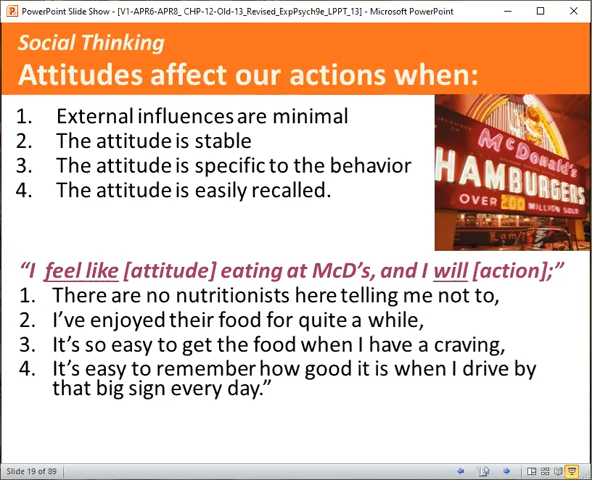 PowerPoint Slide Show - [V1-APR6-APR8_ CHP-12-Old-13_Revised_ExpPsych9e_LPPT_13] - Microsoft PowerPoint
Social Thinking
Attitudes affect our actions when:
1. External influences are minimal
2. The attitude is stable
3. The attitude is specific to the behavior
4. The attitude is easily recalled.
McDonald's
HAMBURGERS
OVER 200 MILLION SOLD
“I feel like [attitude] eating at McD’s, and I will [action];”
1. There are no nutritionists here telling me not to,
2. I’ve enjoyed their food for quite a while,
3. It’s so easy to get the food when I have a craving,
4. It’s easy to remember how good it is when I drive by
that big sign every day.”
Slide 19 of 89